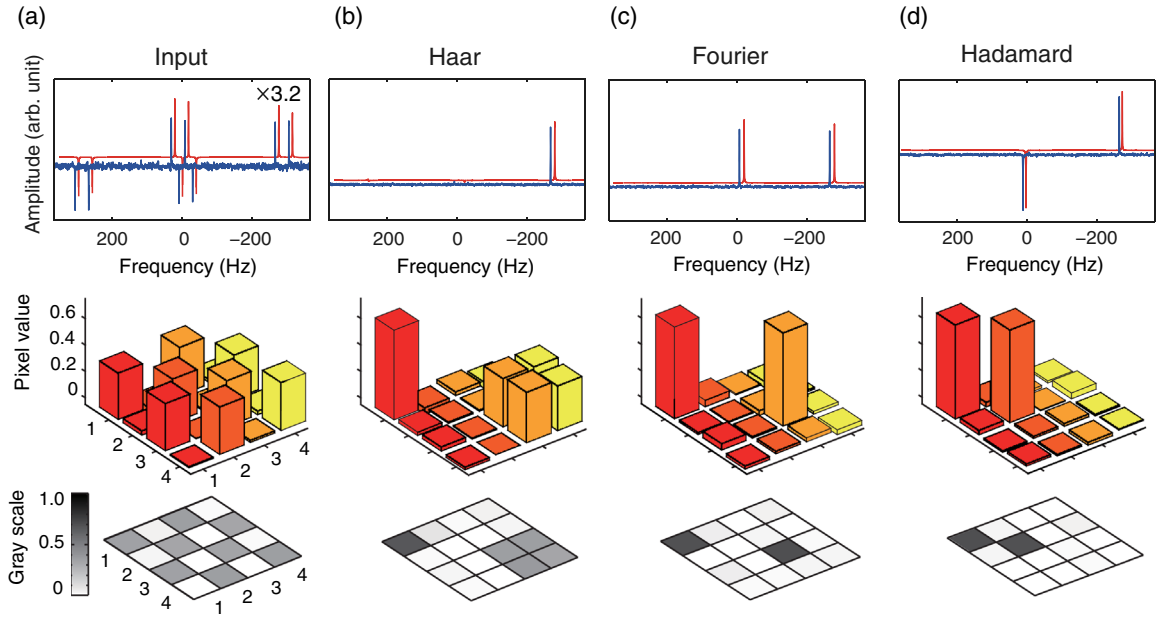 (a) (b) (c) (d)
Input Haar Fourier Hadamard
Amplitude (arb. unit)
×3.2
200 0 −200 200 0 −200 200 0 −200 200 0 −200
Frequency (Hz) Frequency (Hz) Frequency (Hz) Frequency (Hz)
Pixel value
0.6
0.4
0.2
0
1 2 3 4 1 2 3 4
Gray scale
1.0
0.5
0
1 2 3 4 1 2 3 4